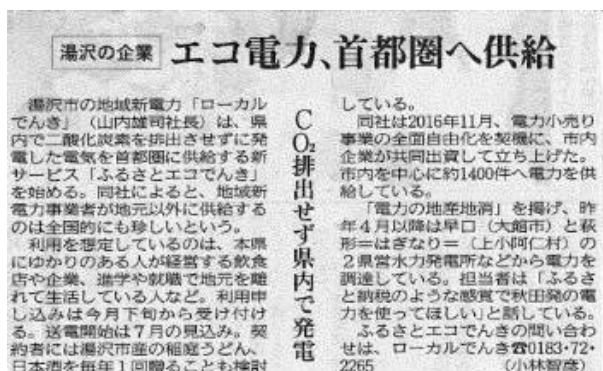 湯沢の企業
エコ電力、首都圏へ供給
CO₂排出せず県内で発電
湯沢市の地域新電力「ローカル
でんき」(山内雄司社長)は、県
内で二酸化炭素を排出させずに発
電した電気を首都圏に供給する新
サービス「ふるさとエコでんき」
を始める。同社によると、地域新
電力事業者が地元以外に供給する
のは全国的にも珍しいという。
利用を想定しているのは、本県
にゆかりのある人が経営する飲食
店や企業、進学や就職で地元を離
れて生活している人など。利用申
し込みは今月下旬から受け付け
る。送電開始は7月の見込み。契
約者には湯沢市産の稲庭うどん、
日本酒を毎年1回贈ることも検討
している。
同社は2016年11月、電力小売り
事業の全面自由化を契機に、市内
企業が共同出資して立ち上げた。
市内を中心に約1400件へ電力を供
給している。
「電力の地産地消」を掲げ、昨
年4月以降は早口(大館市)と萩
形=はぎなり=(上小阿仁村)の
2県営水力発電所などから電力を
調達している。担当者は「ふるさ
と納税のような感覚で秋田発の電
力を使ってほしい」と話している。
ふるさとエコでんきの問い合わ
せは、ローカルでんき☎0183・72・
2265 (小林智彦)